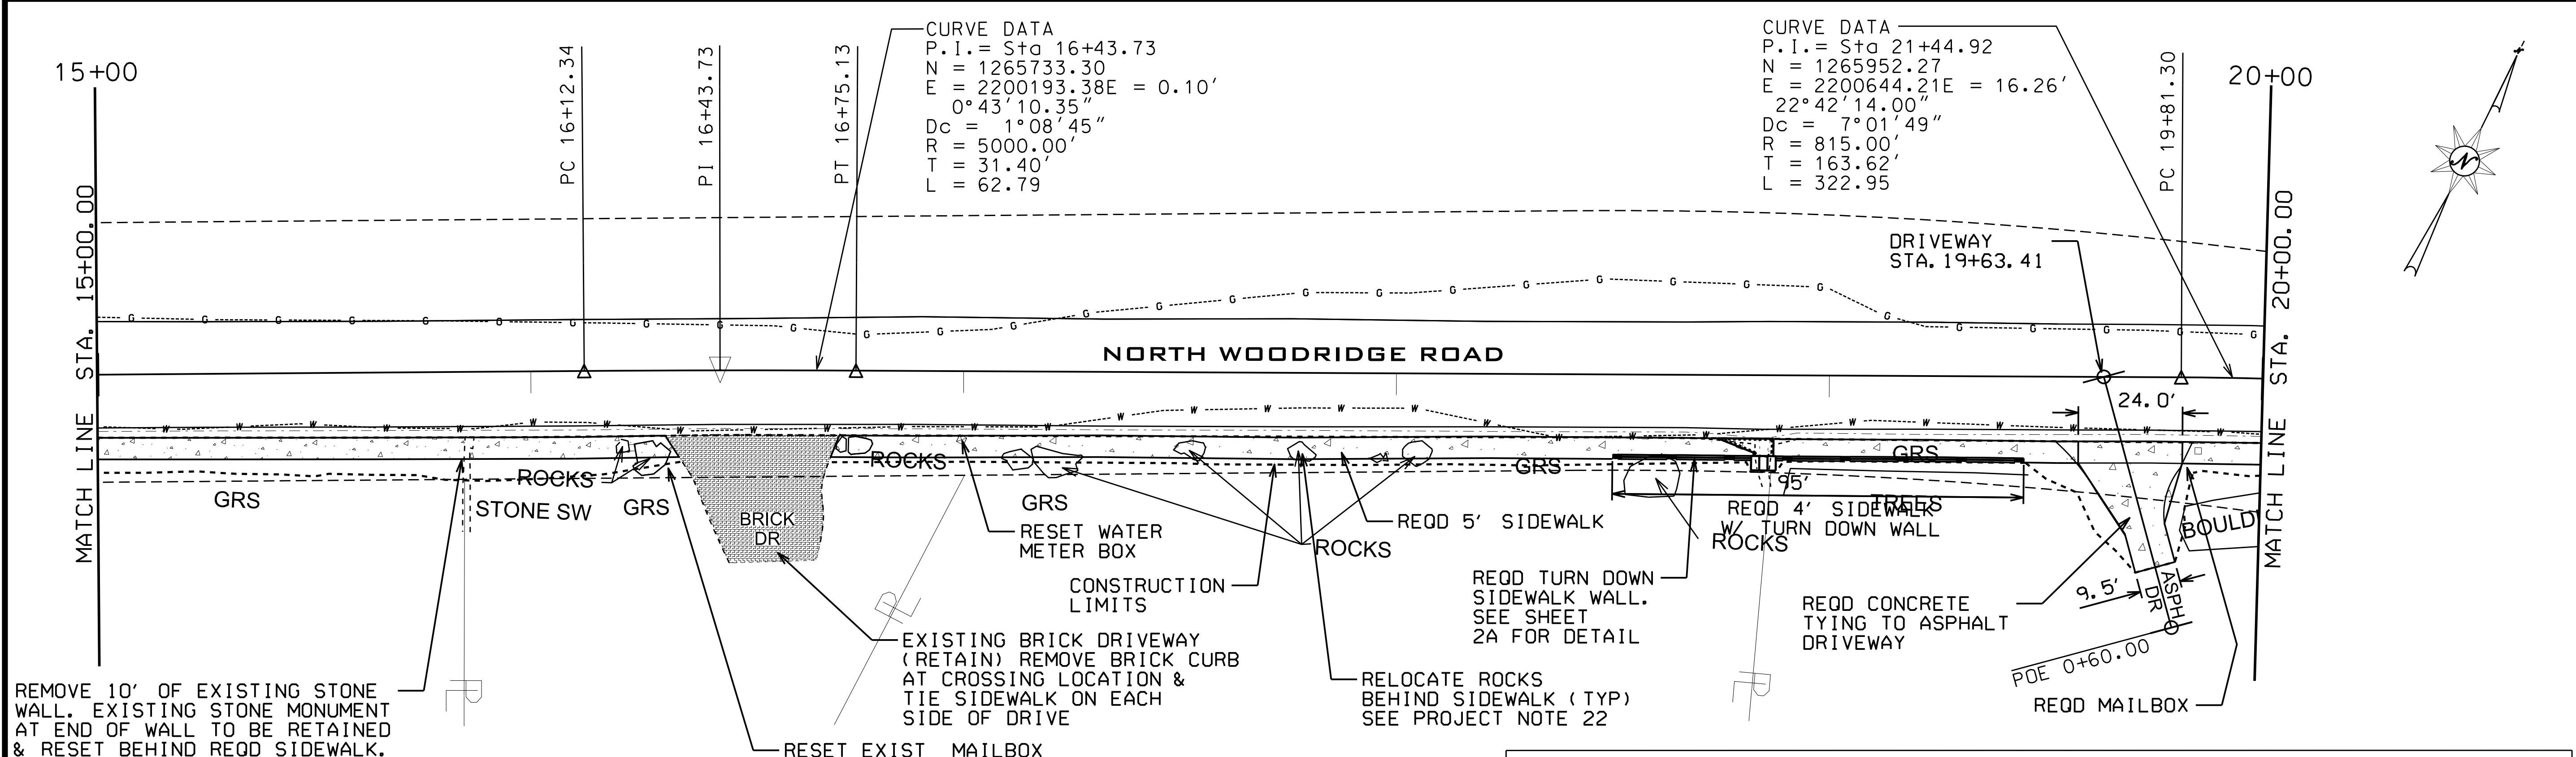 15+00
PC 16+12.34
PI 16+43.73
PT 16+75.13
CURVE DATA
P.I.= Sta 16+43.73
N = 1265733.30
E = 2200193.38E = 0.10'
0°43'10.35"
Dc = 1°08'45"
R = 5000.00'
T = 31.40'
L = 62.79
CURVE DATA
P.I.= Sta 21+44.92
N = 1265952.27
E = 2200644.21E = 16.26'
22°42'14.00"
Dc = 7°01'49"
R = 815.00'
T = 163.62'
L = 322.95
PC 19+81.30
20+00
N
MATCH LINE STA. 15+00.00
MATCH LINE STA. 20+00.00
DRIVEWAY
STA. 19+63.41
G G G G G G G G G G G G G G G G G G G G G G G G G G G G G G
NORTH WOODRIDGE ROAD
24.0'
W W W W W W W W W W W W W W W W W W W W W W W W W W W W W
ROCKS
ROCKS
GRS
GRS
GRS
STONE SW
GRS
BRICK
DR
GRS
RESET WATER
METER BOX
ROCKS
REQD 5' SIDEWALK
95'
TREES
REQD 4' SIDEWALK
W/ TURN DOWN WALL
ROCKS
BOULD
CONSTRUCTION
LIMITS
REQD TURN DOWN
SIDEWALK WALL.
SEE SHEET
2A FOR DETAIL
REQD CONCRETE
TYING TO ASPHALT
DRIVEWAY
9.5'
ASPH
DR
POE 0+60.00
EXISTING BRICK DRIVEWAY
(RETAIN) REMOVE BRICK CURB
AT CROSSING LOCATION &
TIE SIDEWALK ON EACH
SIDE OF DRIVE
RELOCATE ROCKS
BEHIND SIDEWALK (TYP)
SEE PROJECT NOTE 22
REQD MAILBOX
REMOVE 10' OF EXISTING STONE
WALL. EXISTING STONE MONUMENT
AT END OF WALL TO BE RETAINED
& RESET BEHIND REQD SIDEWALK.
RESET EXIST MAILBOX